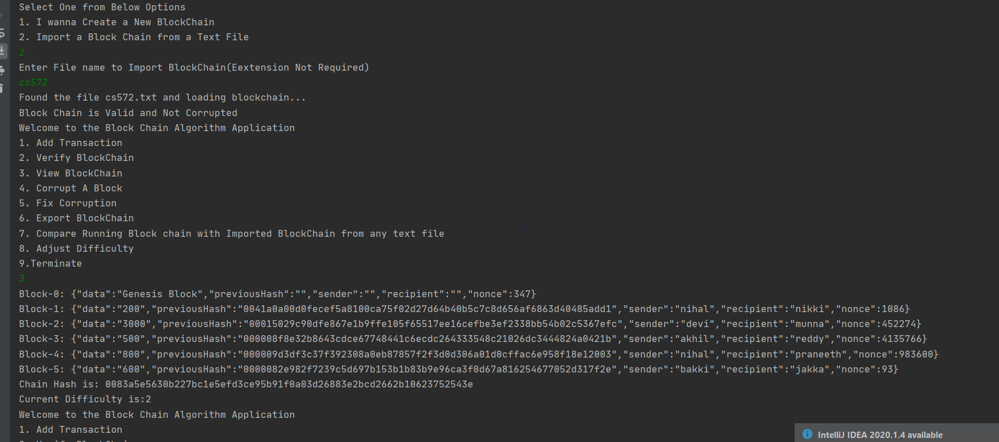 Select One from Below Options
1. I wanna Create a New BlockChain
2. Import a Block Chain from a Text File
2
Enter File name to Import BlockChain(Eextension Not Required)
cs572
Found the file cs572.txt and loading blockchain...
Block Chain is Valid and Not Corrupted
Welcome to the Block Chain Algorithm Application
1. Add Transaction
2. Verify BlockChain
3. View BlockChain
4. Corrupt A Block
5. Fix Corruption
6. Export BlockChain
7. Compare Running Block chain with Imported BlockChain from any text file
8. Adjust Difficulty
9.Terminate
3
Block-0: {"data":"Genesis Block","previousHash":"","sender":"","recipient":"","nonce":347}
Block-1: {"data":"200","previousHash":"0041a0a00d0fecef5a8100ca75f02d27d64b40b5c7c8d656af6863d40485add1","sender":"nihal","recipient":"nikki","nonce":1086}
Block-2: {"data":"3000","previousHash":"00015029c90dfe867e1b9ffe105f65517ee16cefbe3ef2338bb54b02c5367efc","sender":"devi","recipient":"munna","nonce":452274}
Block-3: {"data":"500","previousHash":"000008f8e32b8643cdce67748441c6ecdc264333548c21026dc3444824a0421b","sender":"akhil","recipient":"reddy","nonce":4135766}
Block-4: {"data":"800","previousHash":"000009d3df3c37f392308a0eb87857f2f3d0d306a01d0cffac6e958f18e12003","sender":"nihal","recipient":"praneeth","nonce":983600}
Block-5: {"data":"600","previousHash":"0000082e982f7239c5d697b153b1b83b9e96ca3f0d67a816254677052d317f2e","sender":"bakki","recipient":"jakka","nonce":93}
Chain Hash is: 0083a5e5630b227bc1e5efd3ce95b91f0a03d26883e2bcd2662b10623752543e
Current Difficulty is:2
Welcome to the Block Chain Algorithm Application
1. Add Transaction
IntelliJ IDEA 2020.1.4 available